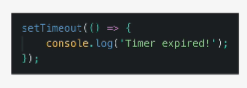 setTimeout(() => {
    console.log('Timer expired!');
});